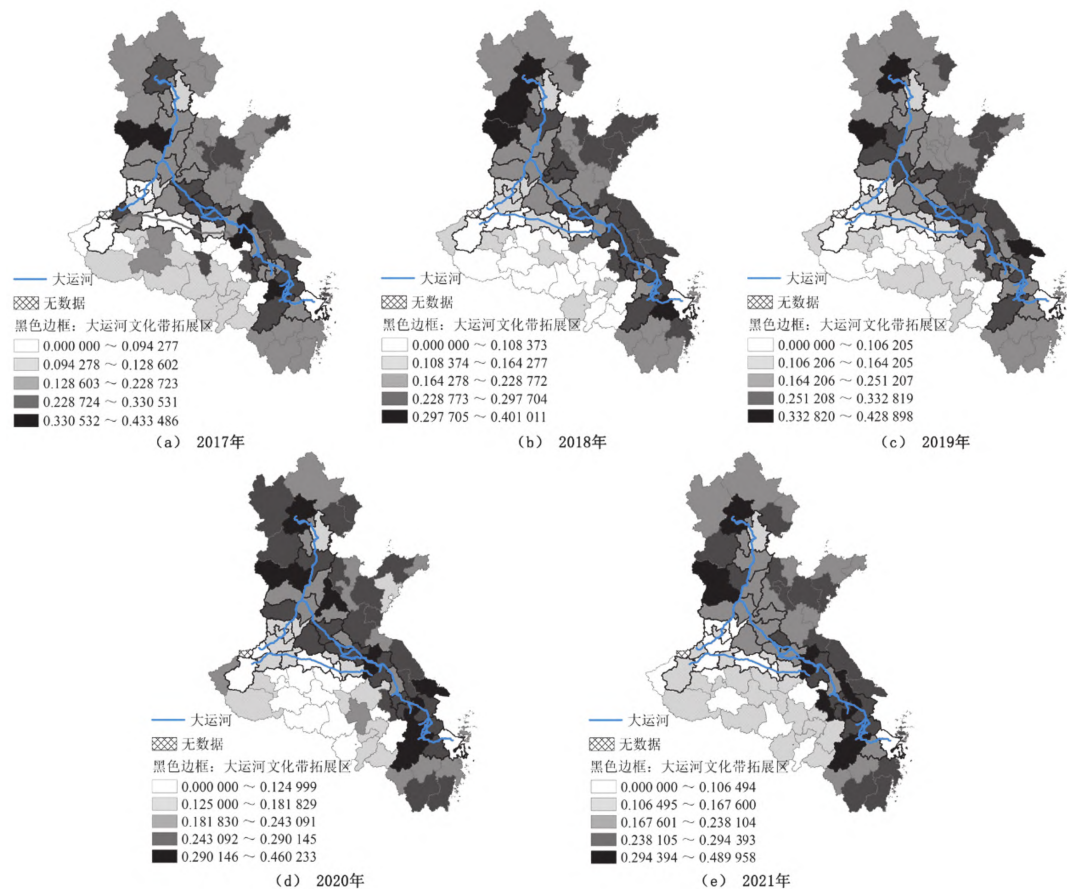 大运河
无数据
黑色边框：大运河文化带拓展区
0.000 000～0.094 277
0.094 278～0.128 602
0.128 603～0.228 723
0.228 724～0.330 531
0.330 532～0.433 486
(a) 2017年
大运河
无数据
黑色边框：大运河文化带拓展区
0.000 000～0.108 373
0.108 374～0.164 277
0.164 278～0.228 772
0.228 773～0.297 704
0.297 705～0.401 011
(b) 2018年
大运河
无数据
黑色边框：大运河文化带拓展区
0.000 000～0.106 205
0.106 206～0.164 205
0.164 206～0.251 207
0.251 208～0.332 819
0.332 820～0.428 898
(c) 2019年
大运河
无数据
黑色边框：大运河文化带拓展区
0.000 000～0.124 999
0.125 000～0.181 829
0.181 830～0.243 091
0.243 092～0.290 145
0.290 146～0.460 233
(d) 2020年
大运河
无数据
黑色边框：大运河文化带拓展区
0.000 000～0.106 494
0.106 495～0.167 600
0.167 601～0.238 104
0.238 105～0.294 393
0.294 394～0.489 958
(e) 2021年